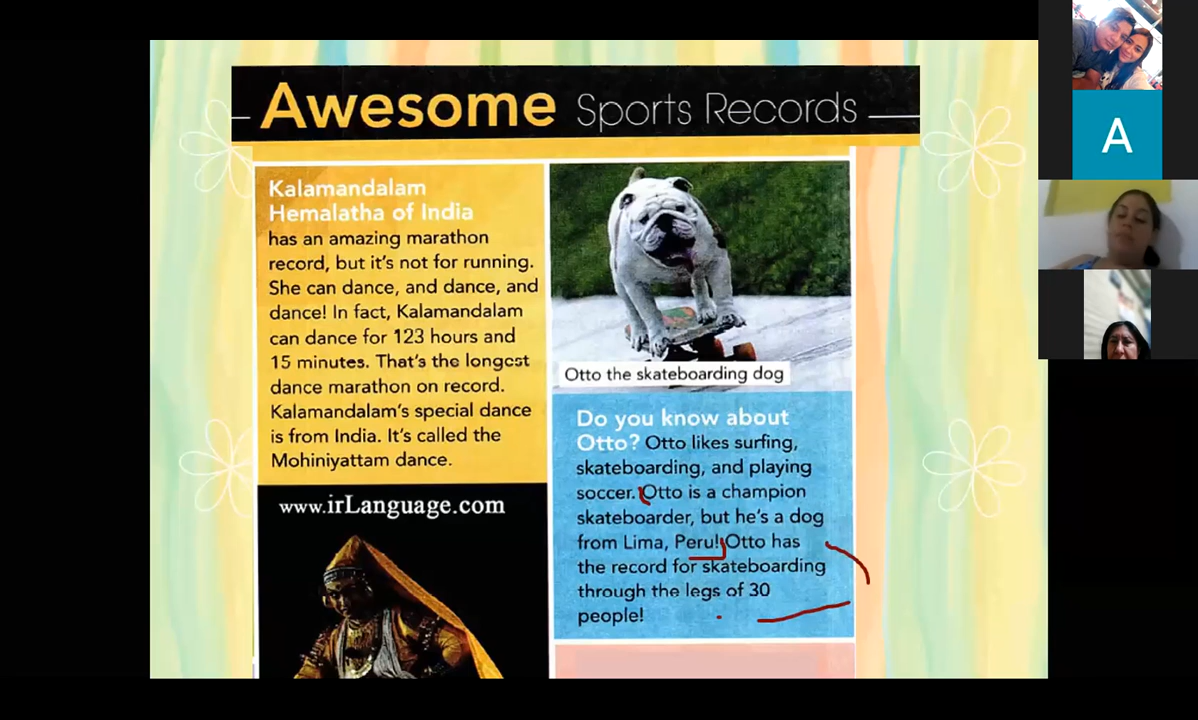 Awesome Sports Records
Kalamandalam
Hemalatha of India
has an amazing marathon
record, but it's not for running.
She can dance, and dance, and
dance! In fact, Kalamandalam
can dance for 123 hours and
15 minutes. That's the longest
dance marathon on record.
Kalamandalam's special dance
is from India. It's called the
Mohiniyattam dance.
www.irLanguage.com
Otto the skateboarding dog
Do you know about
Otto? Otto likes surfing,
skateboarding, and playing
soccer. Otto is a champion
skateboarder, but he's a dog
from Lima, Peru! Otto has
the record for skateboarding
through the legs of 30
people!
A